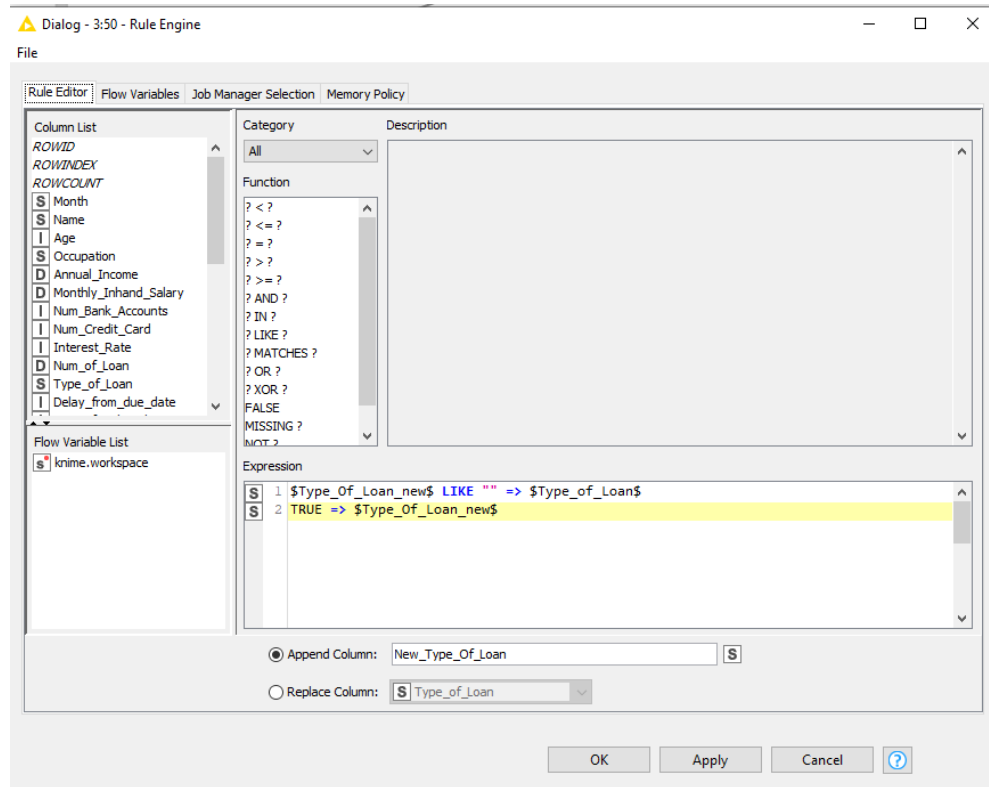 Dialog - 3:50 - Rule Engine
File
Rule Editor Flow Variables Job Manager Selection Memory Policy
Column List
ROWID
ROWINDEX
ROWCOUNT
S Month
S Name
I Age
S Occupation
D Annual_Income
D Monthly_Inhand_Salary
I Num_Bank_Accounts
I Num_Credit_Card
I Interest_Rate
D Num_of_Loan
S Type_of_Loan
I Delay_from_due_date
Flow Variable List
s knime.workspace
Category
All
Function
? < ?
? <= ?
? = ?
? > ?
? >= ?
? AND ?
? IN ?
? LIKE ?
? MATCHES ?
? OR ?
? XOR ?
FALSE
MISSING ?
NOT ?
Description
Expression
S 1 $Type_Of_Loan_new$ LIKE "" => $Type_of_Loan$
S 2 TRUE => $Type_Of_Loan_new$
Append Column: New_Type_Of_Loan S
Replace Column: S Type_of_Loan
OK Apply Cancel ?